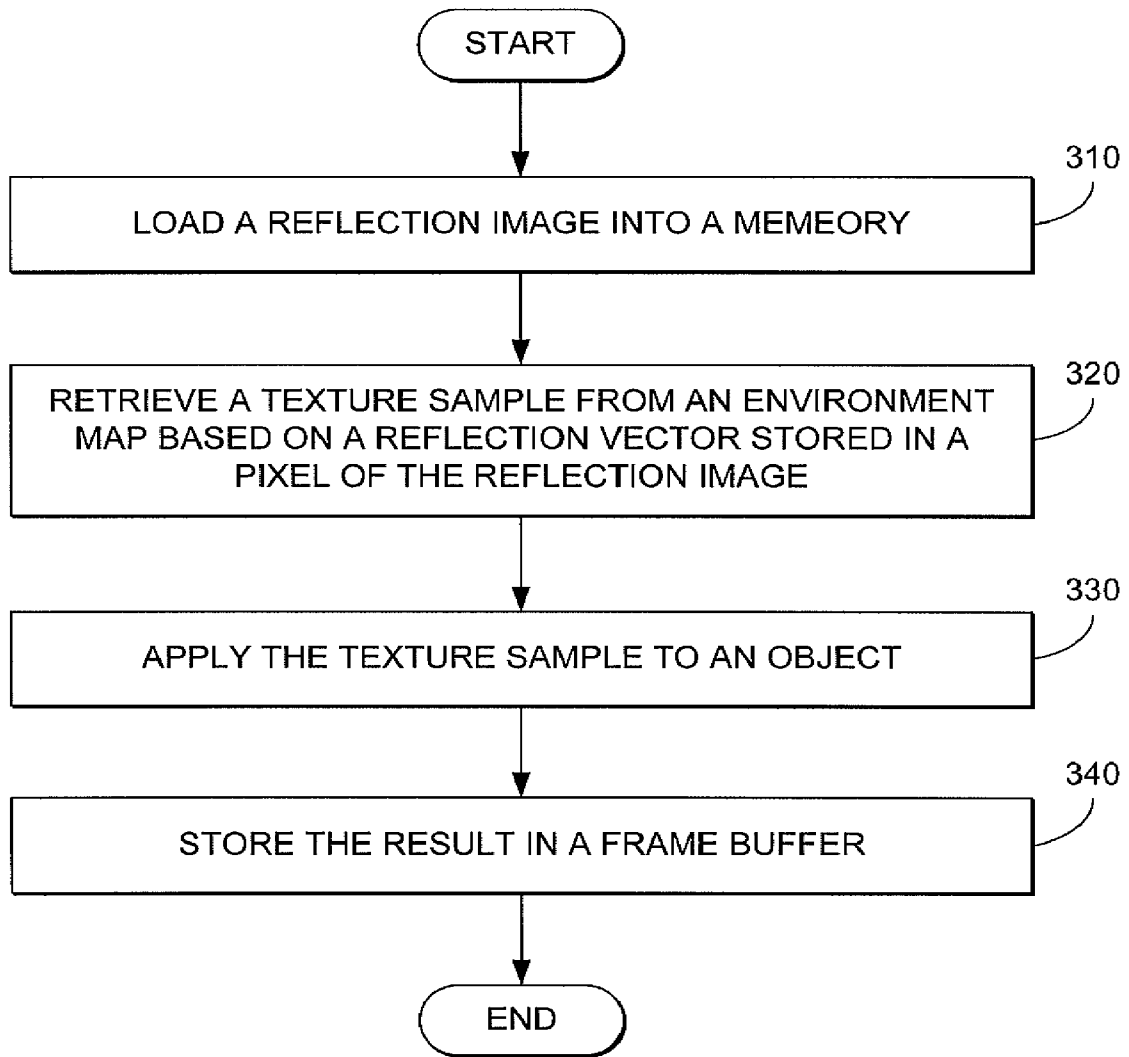 START
310
LOAD A REFLECTION IMAGE INTO A MEMEORY
320
RETRIEVE A TEXTURE SAMPLE FROM AN ENVIRONMENT
MAP BASED ON A REFLECTION VECTOR STORED IN A
PIXEL OF THE REFLECTION IMAGE
330
APPLY THE TEXTURE SAMPLE TO AN OBJECT
340
STORE THE RESULT IN A FRAME BUFFER
END